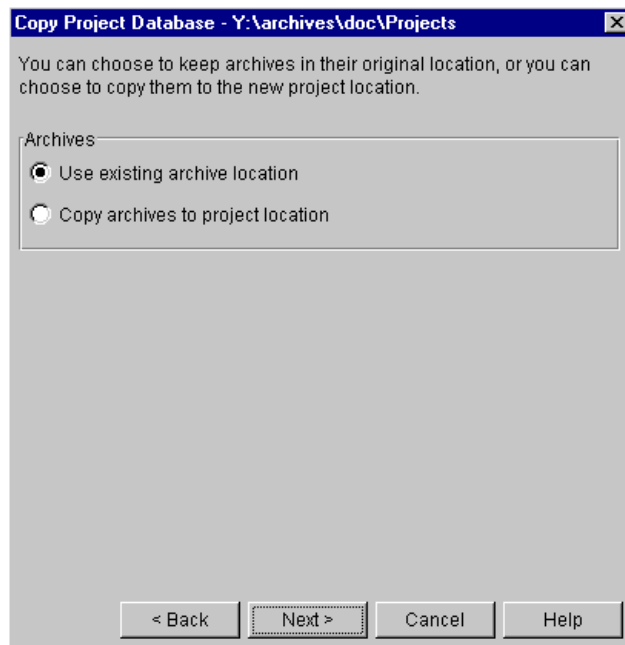 Copy Project Database - Y:\archives\doc\Projects
You can choose to keep archives in their original location, or you can
choose to copy them to the new project location.
Archives
Use existing archive location
Copy archives to project location
< Back Next > Cancel Help